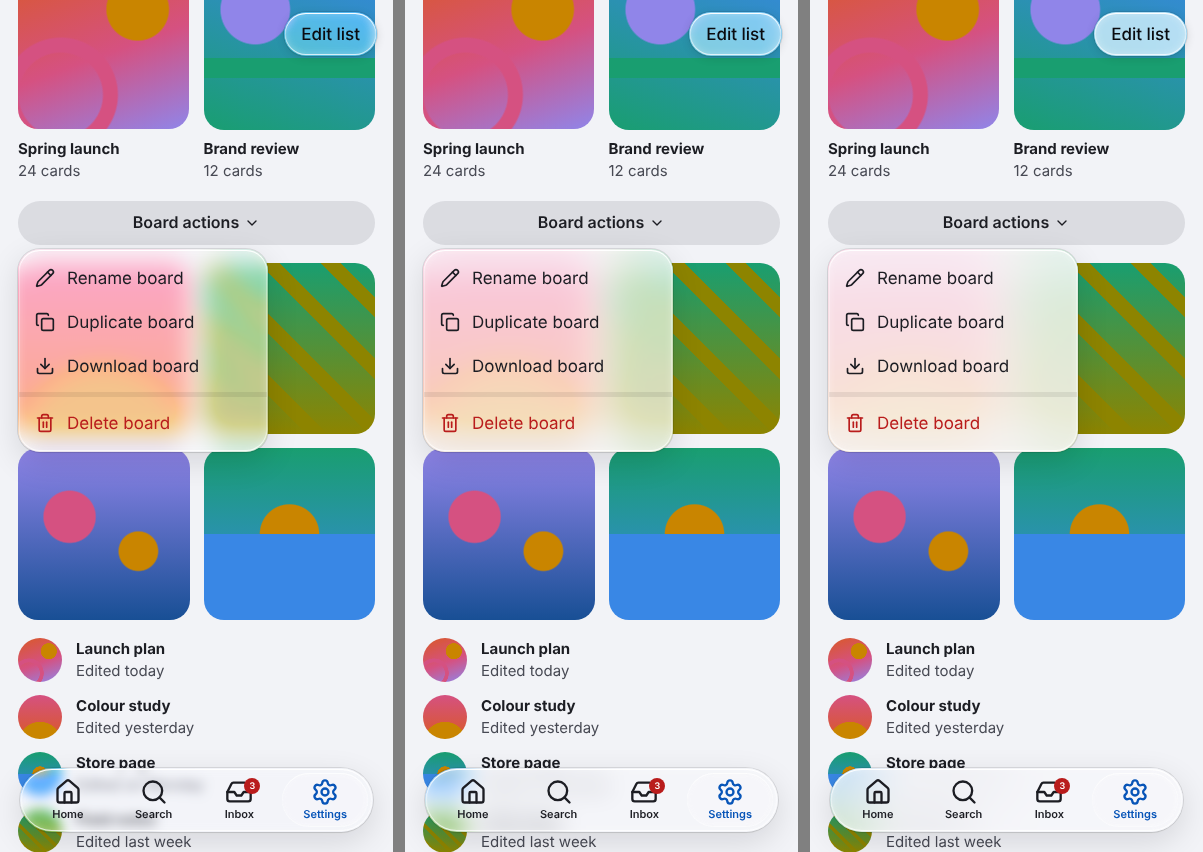 Edit list
Spring launch
24 cards
Brand review
12 cards
Board actions
Rename board
Duplicate board
Download board
Delete board
Launch plan
Edited today
Colour study
Edited yesterday
Store page
Home
Search
3
Inbox
Settings
Edited last week
Edit list
Spring launch
24 cards
Brand review
12 cards
Board actions
Rename board
Duplicate board
Download board
Delete board
Launch plan
Edited today
Colour study
Edited yesterday
Store page
Home
Search
3
Inbox
Settings
Edited last week
Edit list
Spring launch
24 cards
Brand review
12 cards
Board actions
Rename board
Duplicate board
Download board
Delete board
Launch plan
Edited today
Colour study
Edited yesterday
Store page
Home
Search
3
Inbox
Settings
Edited last week